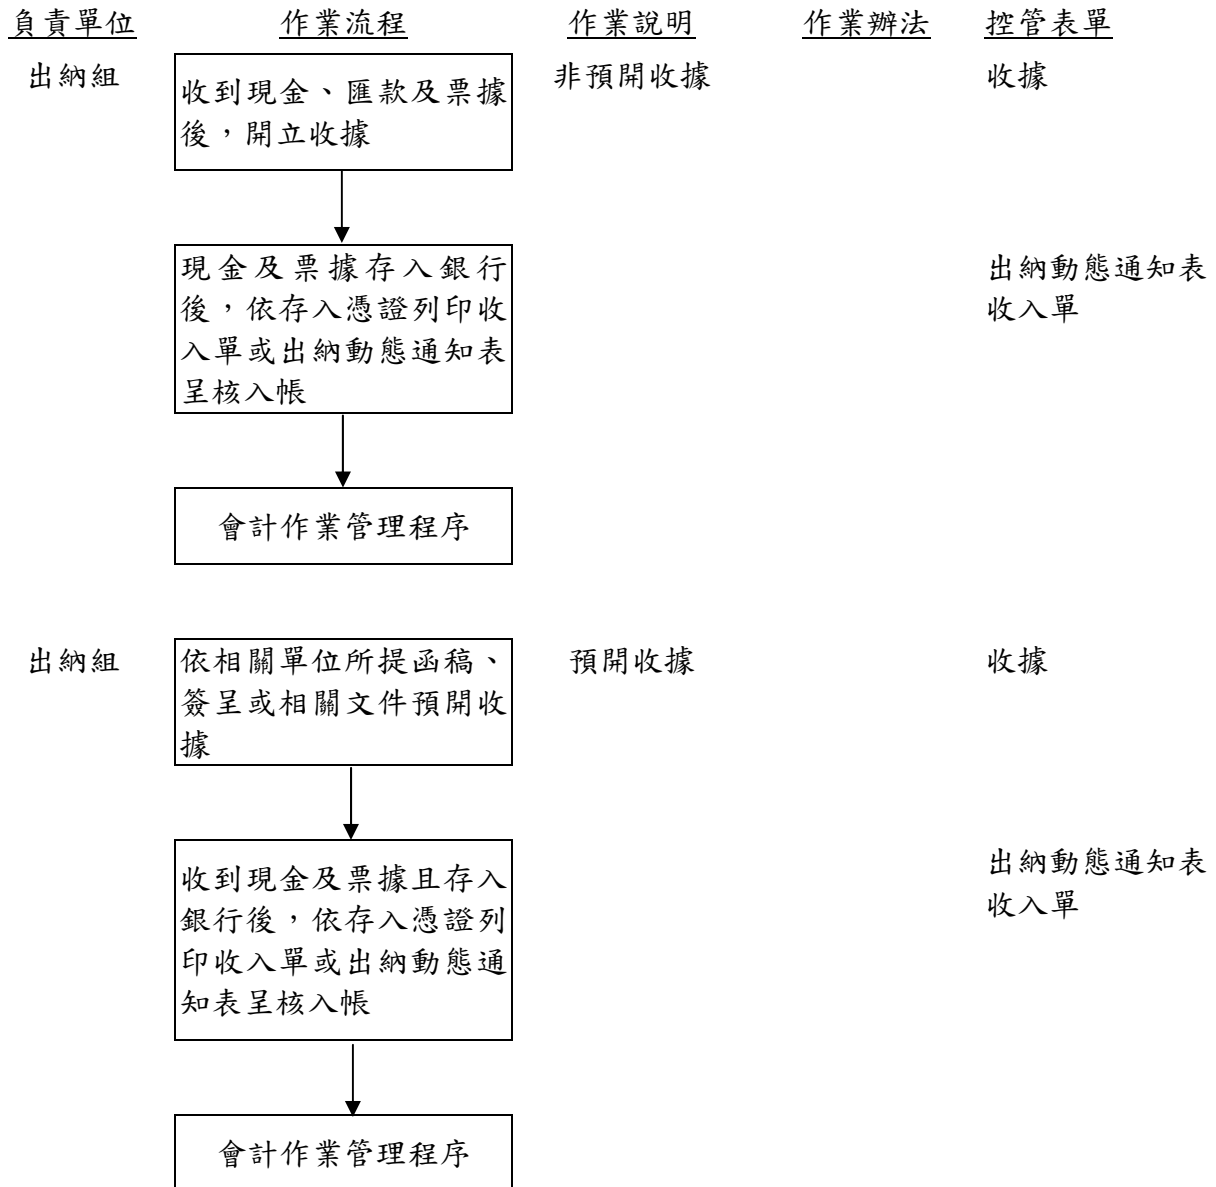 負責單位 作業流程 作業說明 作業辦法 控管表單
出納組 收到現金、匯款及票據 非預開收據 收據
後，開立收據
現金及票據存入銀行 出納動態通知表
後，依存入憑證列印收 收入單
入單或出納動態通知表
呈核入帳
會計作業管理程序
出納組 依相關單位所提函稿、 預開收據 收據
簽呈或相關文件預開收
據
收到現金及票據且存入 出納動態通知表
銀行後，依存入憑證列 收入單
印收入單或出納動態通
知表呈核入帳
會計作業管理程序